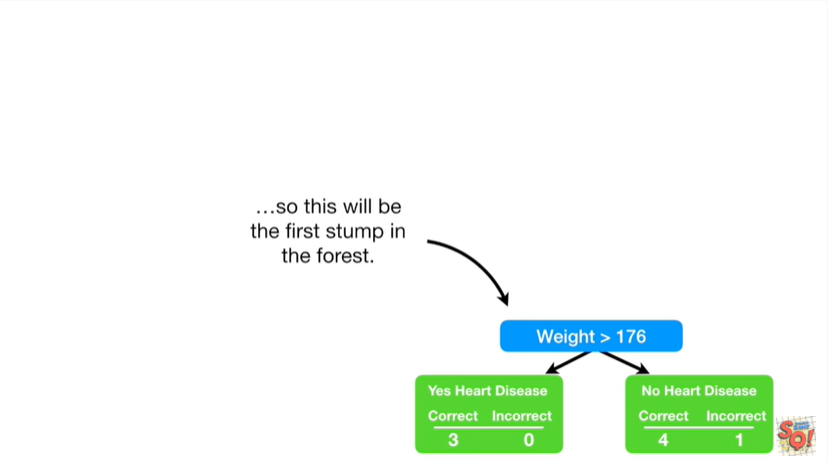 …so this will be
the first stump in
the forest.
Weight > 176
Yes Heart Disease
Correct Incorrect
3 0
No Heart Disease
Correct Incorrect
4 1
SO!